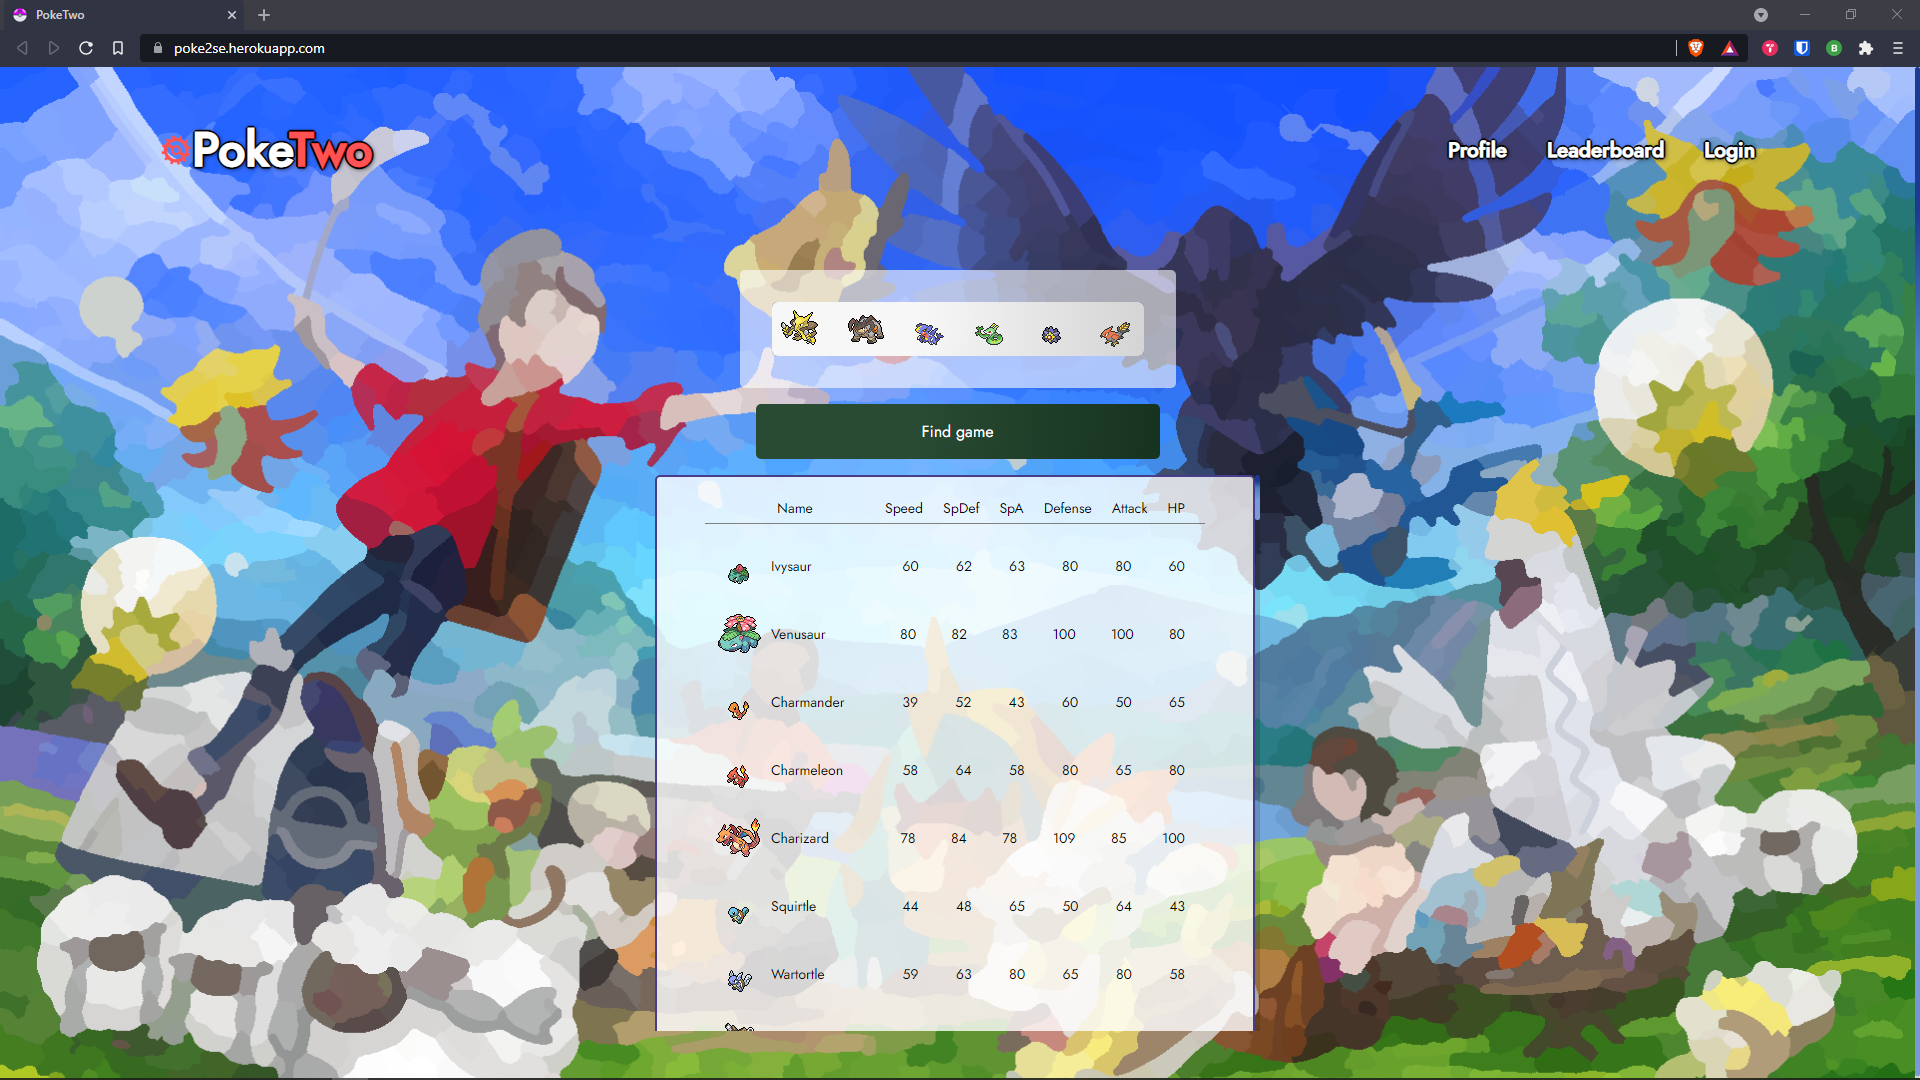 PokeTwo
poke2se.herokuapp.com
PokeTwo
Profile Leaderboard Login
Find game
Name Speed SpDef SpA Defense Attack HP
Ivysaur 60 62 63 80 80 60
Venusaur 80 82 83 100 100 80
Charmander 39 52 43 60 50 65
Charmeleon 58 64 58 80 65 80
Charizard 78 84 78 109 85 100
Squirtle 44 48 65 50 64 43
Wartortle 59 63 80 65 80 58